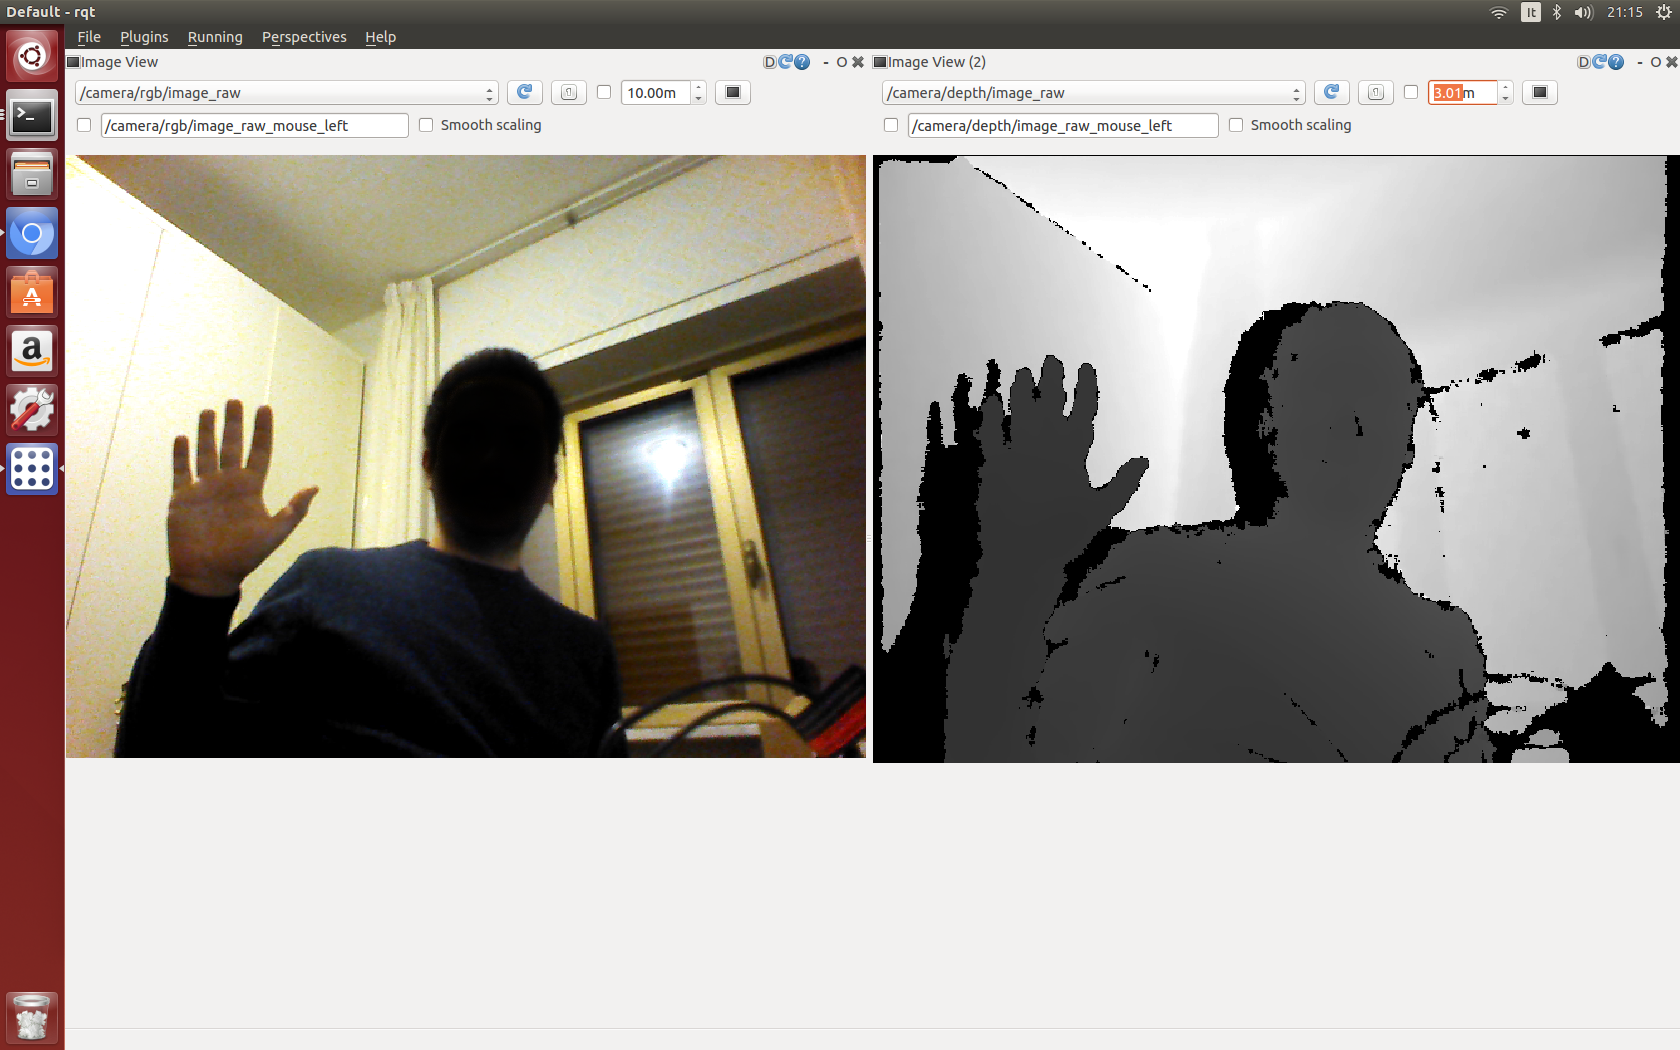 Default - rqt
It
21:15
File Plugins Running Perspectives Help
Image View
D
/camera/rgb/image_raw
10.00m
/camera/rgb/image_raw_mouse_left
Smooth scaling
Image View (2)
D
/camera/depth/image_raw
3.01m
/camera/depth/image_raw_mouse_left
Smooth scaling